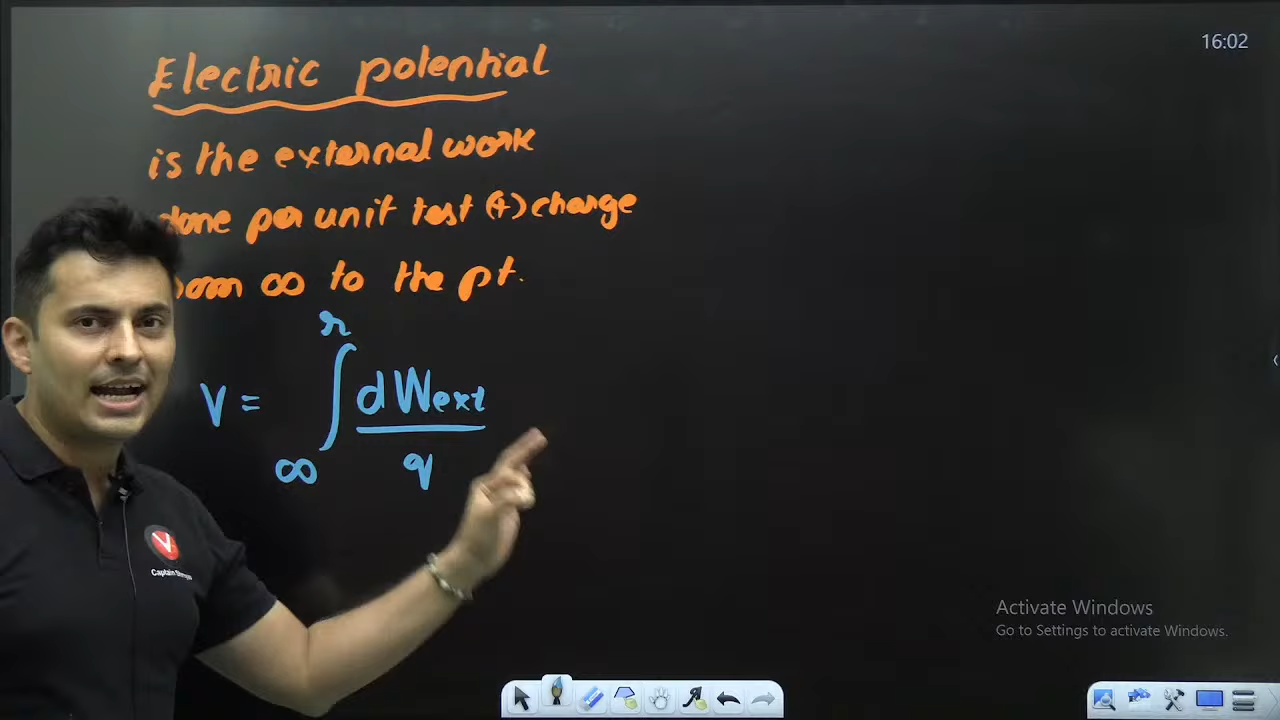 16:02
Electric potential
is the external work
done per unit test (+) charge
to the pt.
∞
r
V = ∫ dWext
∞ q
V
Captain
Activate Windows
Go to Settings to activate Windows.